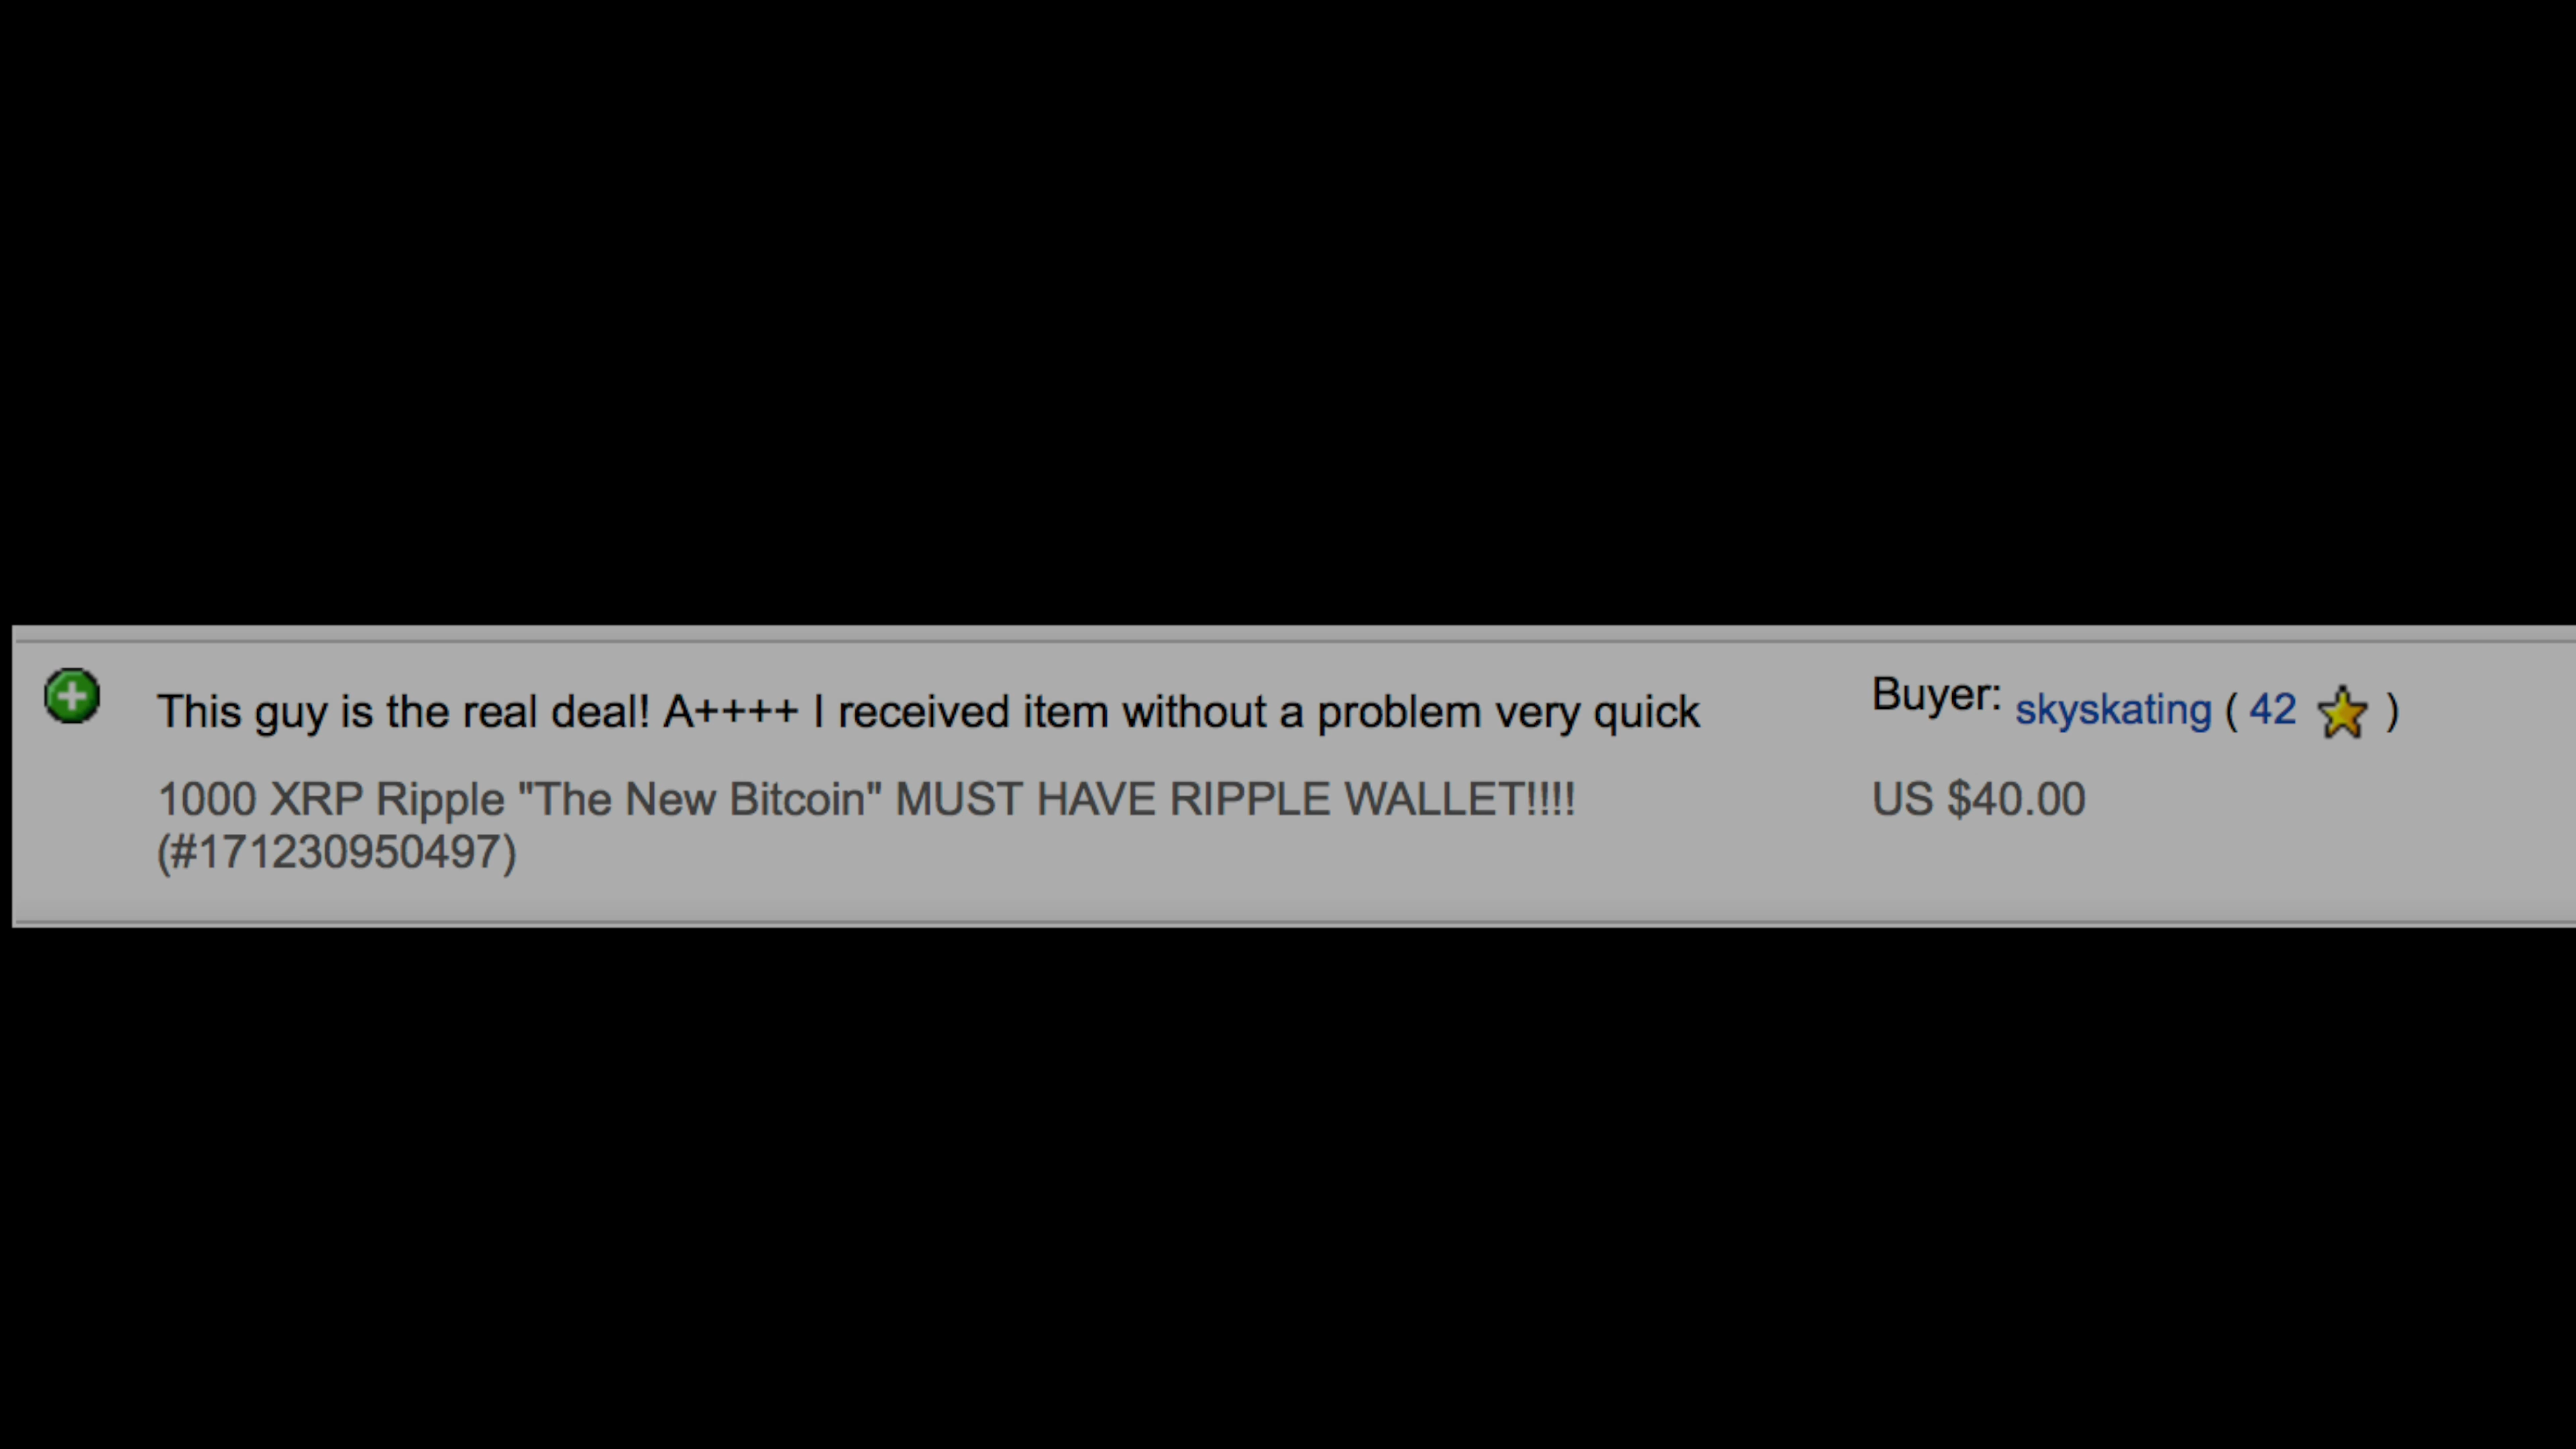 This guy is the real deal! A++++ I received item without a problem very quick
Buyer: skyskating ( 42 )
1000 XRP Ripple "The New Bitcoin" MUST HAVE RIPPLE WALLET!!!!
(#171230950497)
US $40.00